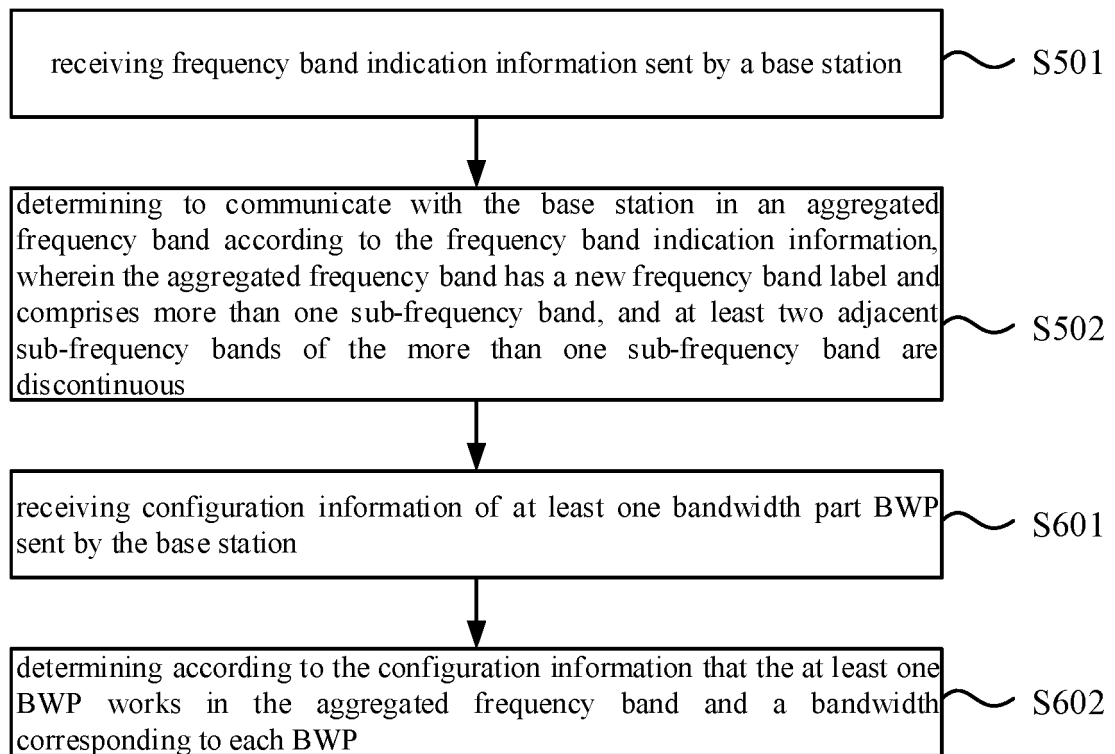 receiving frequency band indication information sent by a base station
S501
determining to communicate with the base station in an aggregated
frequency band according to the frequency band indication information,
wherein the aggregated frequency band has a new frequency band label and
comprises more than one sub-frequency band, and at least two adjacent
sub-frequency bands of the more than one sub-frequency band are
discontinuous
S502
receiving configuration information of at least one bandwidth part BWP
sent by the base station
S601
determining according to the configuration information that the at least one
BWP works in the aggregated frequency band and a bandwidth
corresponding to each BWP
S602